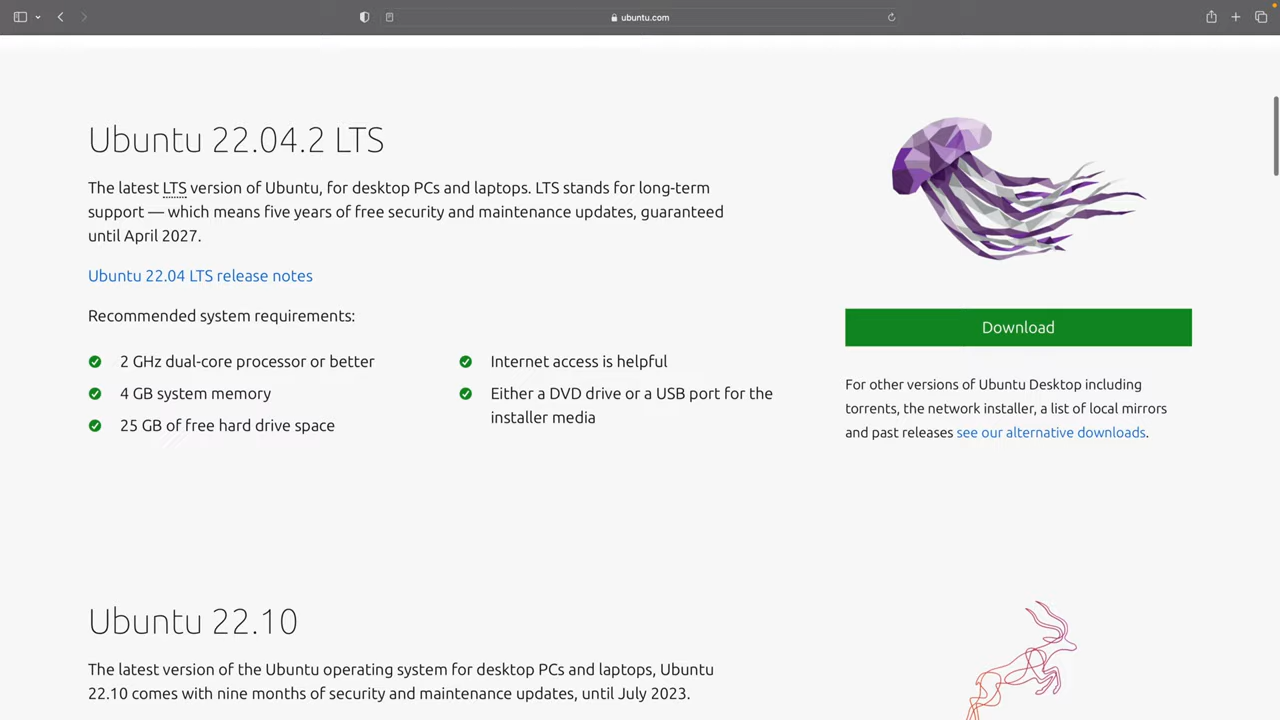 ubuntu.com
Ubuntu 22.04.2 LTS
The latest LTS version of Ubuntu, for desktop PCs and laptops. LTS stands for long-term
support — which means five years of free security and maintenance updates, guaranteed
until April 2027.
Ubuntu 22.04 LTS release notes
Recommended system requirements:
2 GHz dual-core processor or better
4 GB system memory
25 GB of free hard drive space
Internet access is helpful
Either a DVD drive or a USB port for the
installer media
Download
For other versions of Ubuntu Desktop including
torrents, the network installer, a list of local mirrors
and past releases see our alternative downloads.
Ubuntu 22.10
The latest version of the Ubuntu operating system for desktop PCs and laptops, Ubuntu
22.10 comes with nine months of security and maintenance updates, until July 2023.